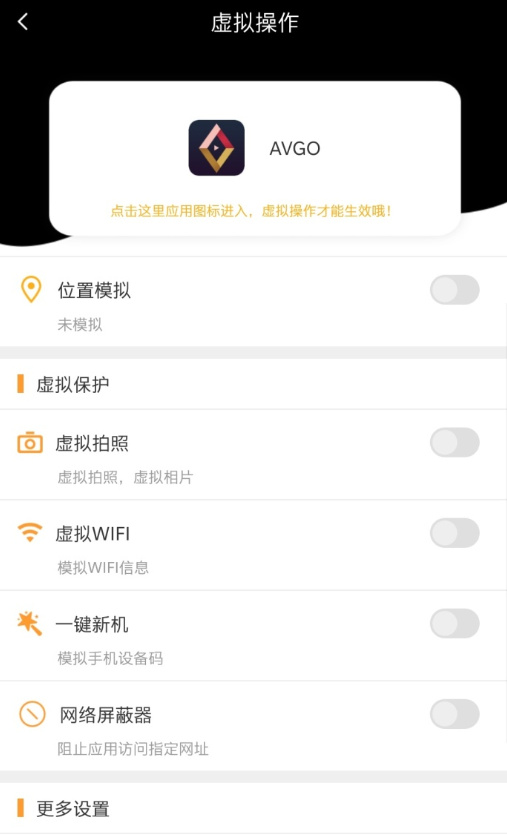 虚拟操作
AVGO
点击这里应用图标进入，虚拟操作才能生效哦！
位置模拟
未模拟
虚拟保护
虚拟拍照
虚拟拍照，虚拟相片
虚拟WIFI
模拟WIFI信息
一键新机
模拟手机设备码
网络屏蔽器
阻止应用访问指定网址
更多设置